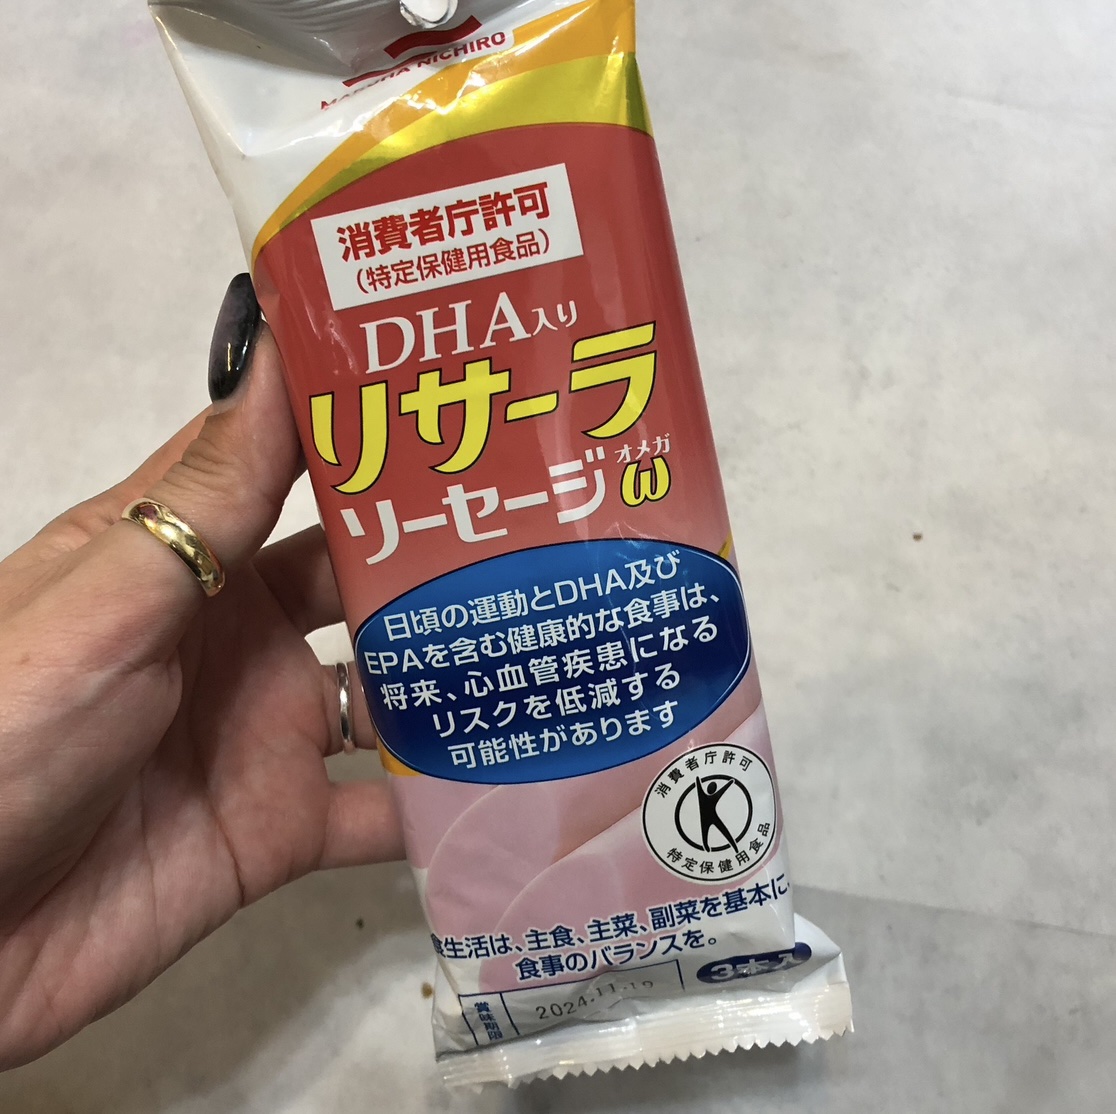 MARUHA NICHIRO
消費者庁許可
（特定保健用食品）
DHA入り
リサーラ
オメガ
ソーセージω
日頃の運動とDHA及び
EPAを含む健康的な食事は、
将来、心血管疾患になる
リスクを低減する
可能性があります
消費者庁許可
特定保健用食品
食生活は、主食、主菜、副菜を基本に、
食事のバランスを。
3本入
賞味期限
2024.11.12